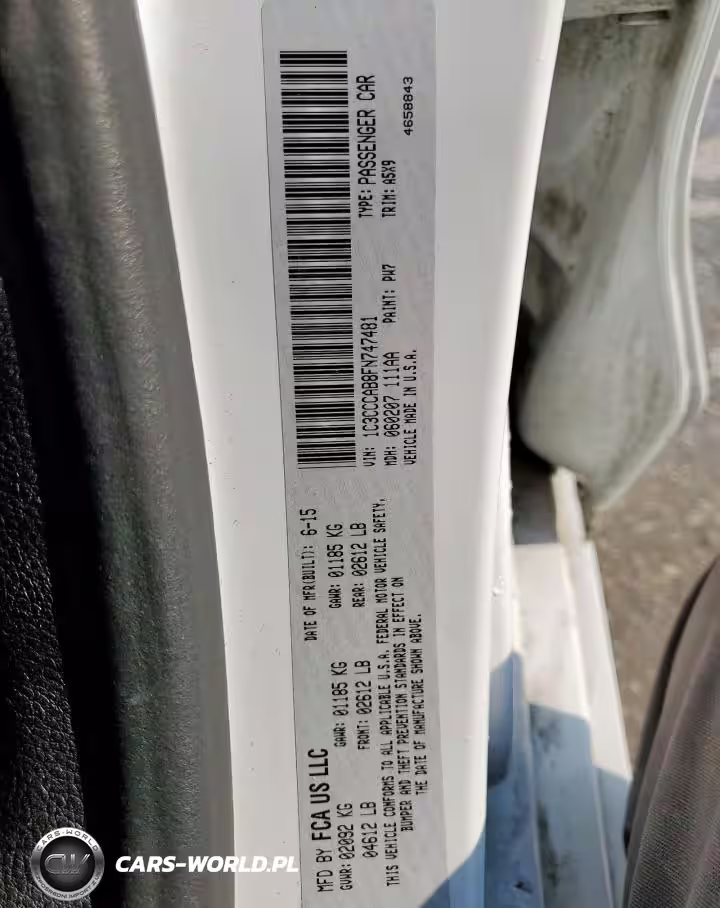 MFD BY FCA US LLC
DATE OF MFR(BUILT): 6-15
GVWR: 02092 KG
GAWR: 01185 KG
GAWR: 01185 KG
04612 LB
FRONT: 02612 LB
REAR: 02612 LB
THIS VEHICLE CONFORMS TO ALL APPLICABLE U.S.A. FEDERAL MOTOR VEHICLE SAFETY,
BUMPER AND THEFT PREVENTION STANDARDS IN EFFECT ON
THE DATE OF MANUFACTURE SHOWN ABOVE.
VIN: 1C3CCCAB8FN747481
TYPE: PASSENGER CAR
MDH: 060207 111AA
PAINT: PW7
TRIM: A5X9
VEHICLE MADE IN U.S.A.
4658843
CW
CARS-WORLD.PL